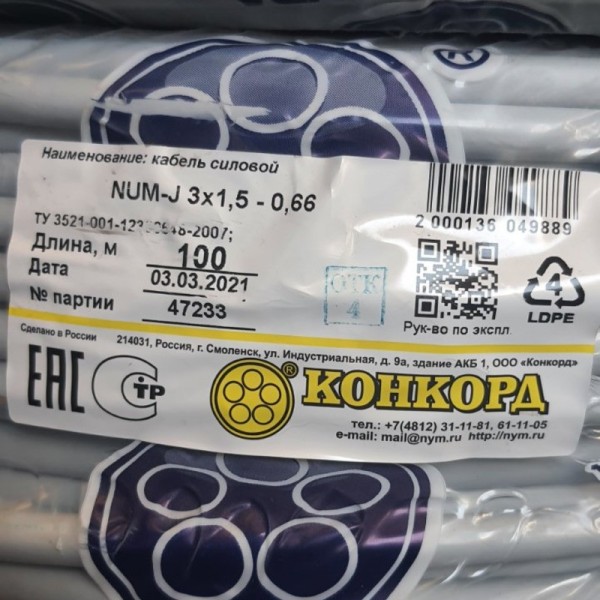 Наименование: кабель силовой
NUM-J 3x1,5 - 0,66
2 000136 049889
Длина, м 100
Дата 03.03.2021
№ партии 47233
ОТК
4
Рук-во по экспл.
4
LDPE
Сделано в России
214031, Россия, г. Смоленск, ул. Индустриальная, д. 9а, здание АКБ 1, ООО «Конкорд»
ЕАС
СТР
® КОНКОРД
тел.: +7(4812) 31-11-81, 61-11-05
e-mail: mail@nym.ru http://nym.ru
®